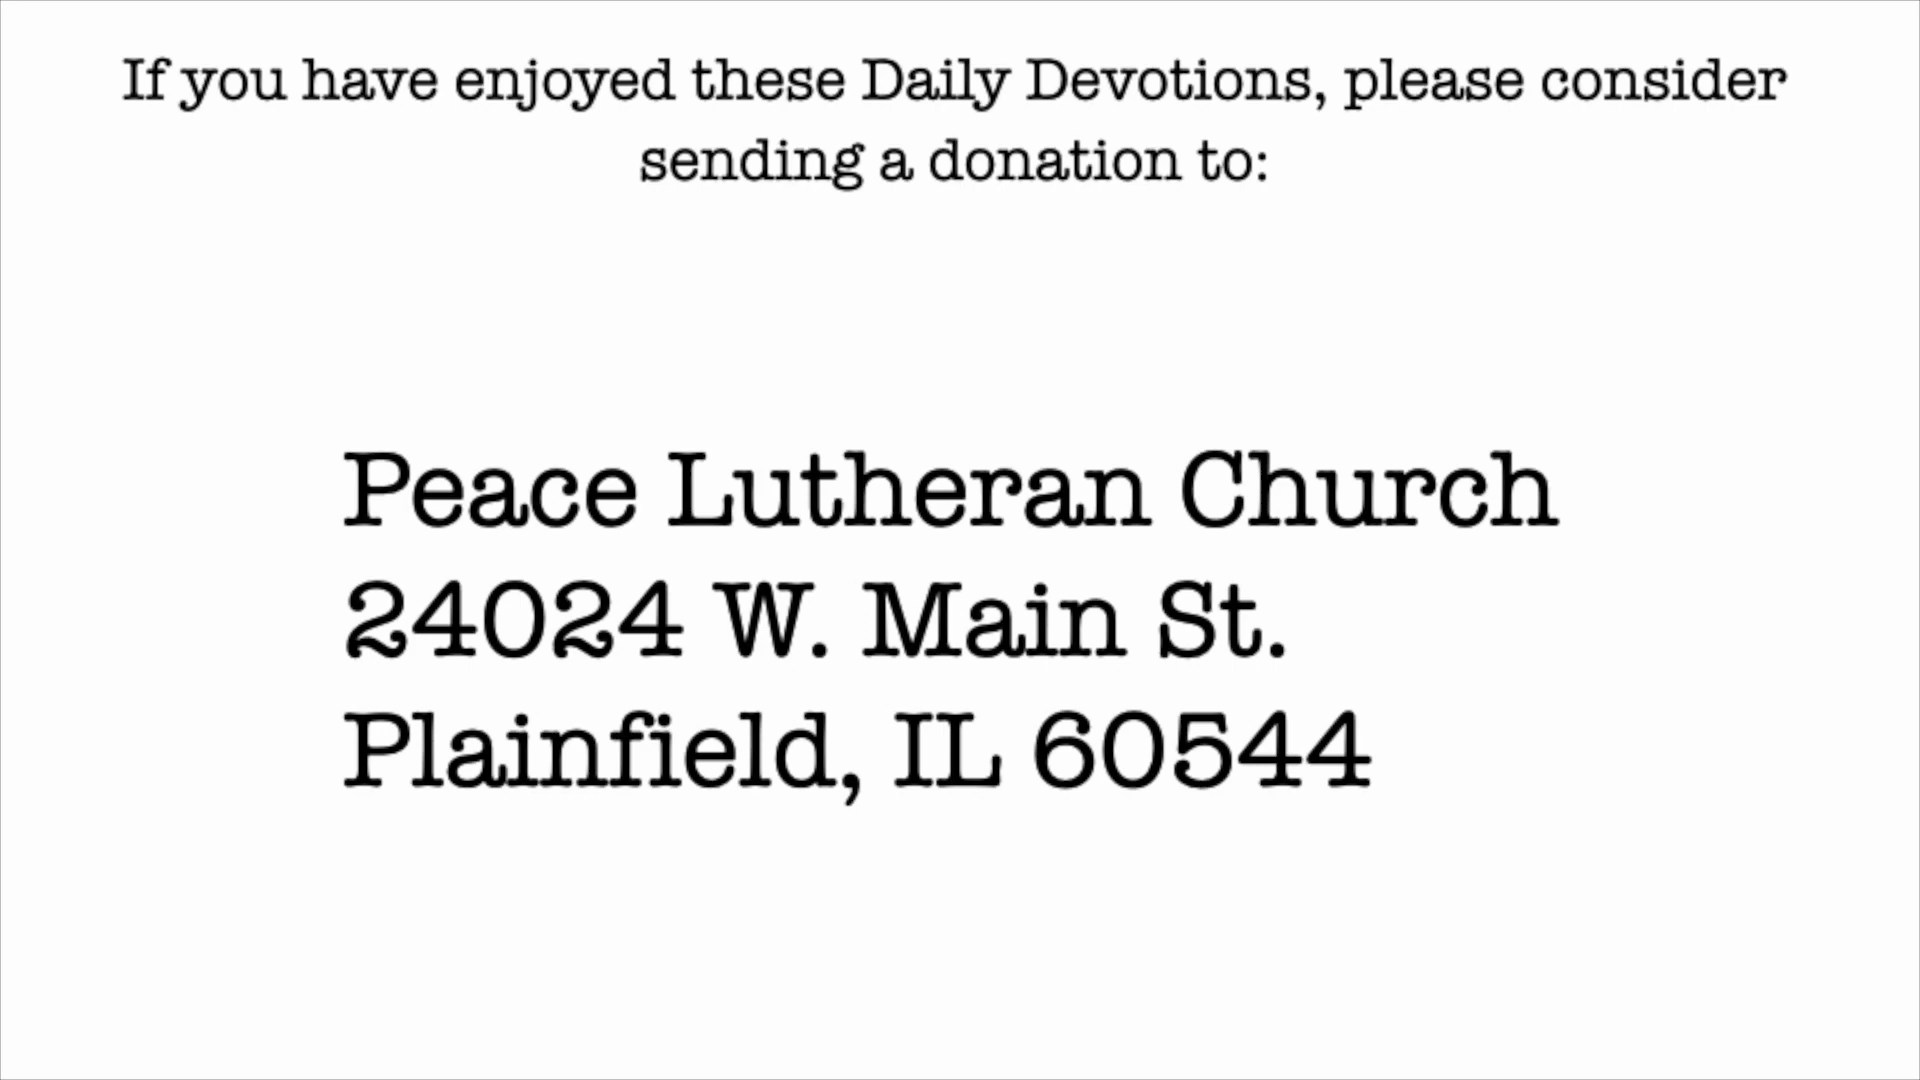 If you have enjoyed these Daily Devotions, please consider
sending a donation to:
Peace Lutheran Church
24024 W. Main St.
Plainfield, IL 60544